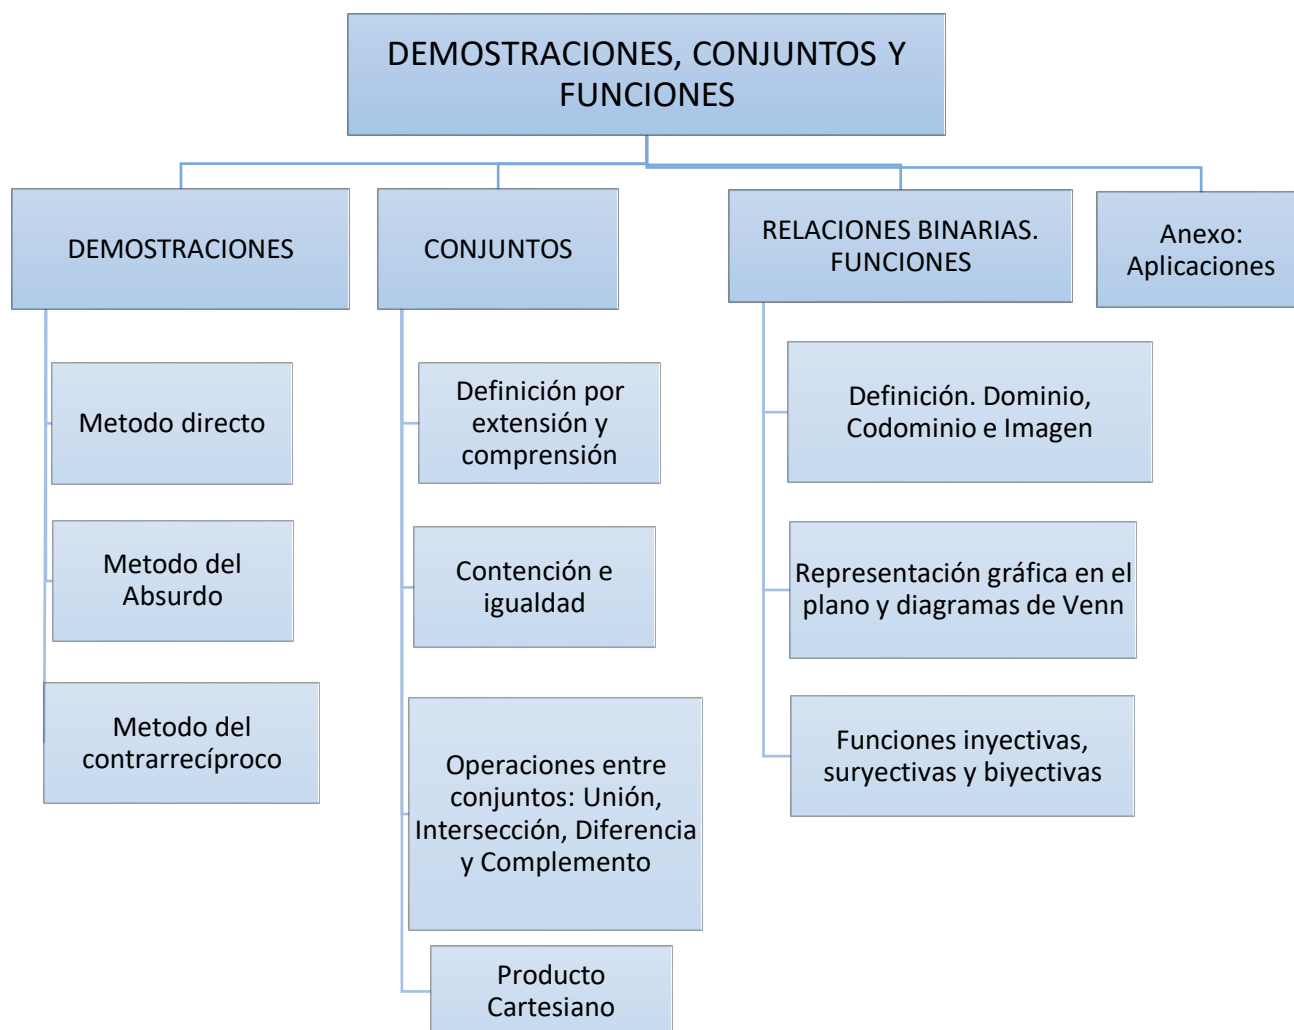 DEMOSTRACIONES, CONJUNTOS Y
FUNCIONES
DEMOSTRACIONES
Metodo directo
Metodo del
Absurdo
Metodo del
contrarrecíproco
CONJUNTOS
Definición por
extensión y
comprensión
Contención e
igualdad
Operaciones entre
conjuntos: Unión,
Intersección, Diferencia
y Complemento
Producto
Cartesiano
RELACIONES BINARIAS.
FUNCIONES
Definición. Dominio,
Codominio e Imagen
Representación gráfica en el
plano y diagramas de Venn
Funciones inyectivas,
suryectivas y biyectivas
Anexo:
Aplicaciones